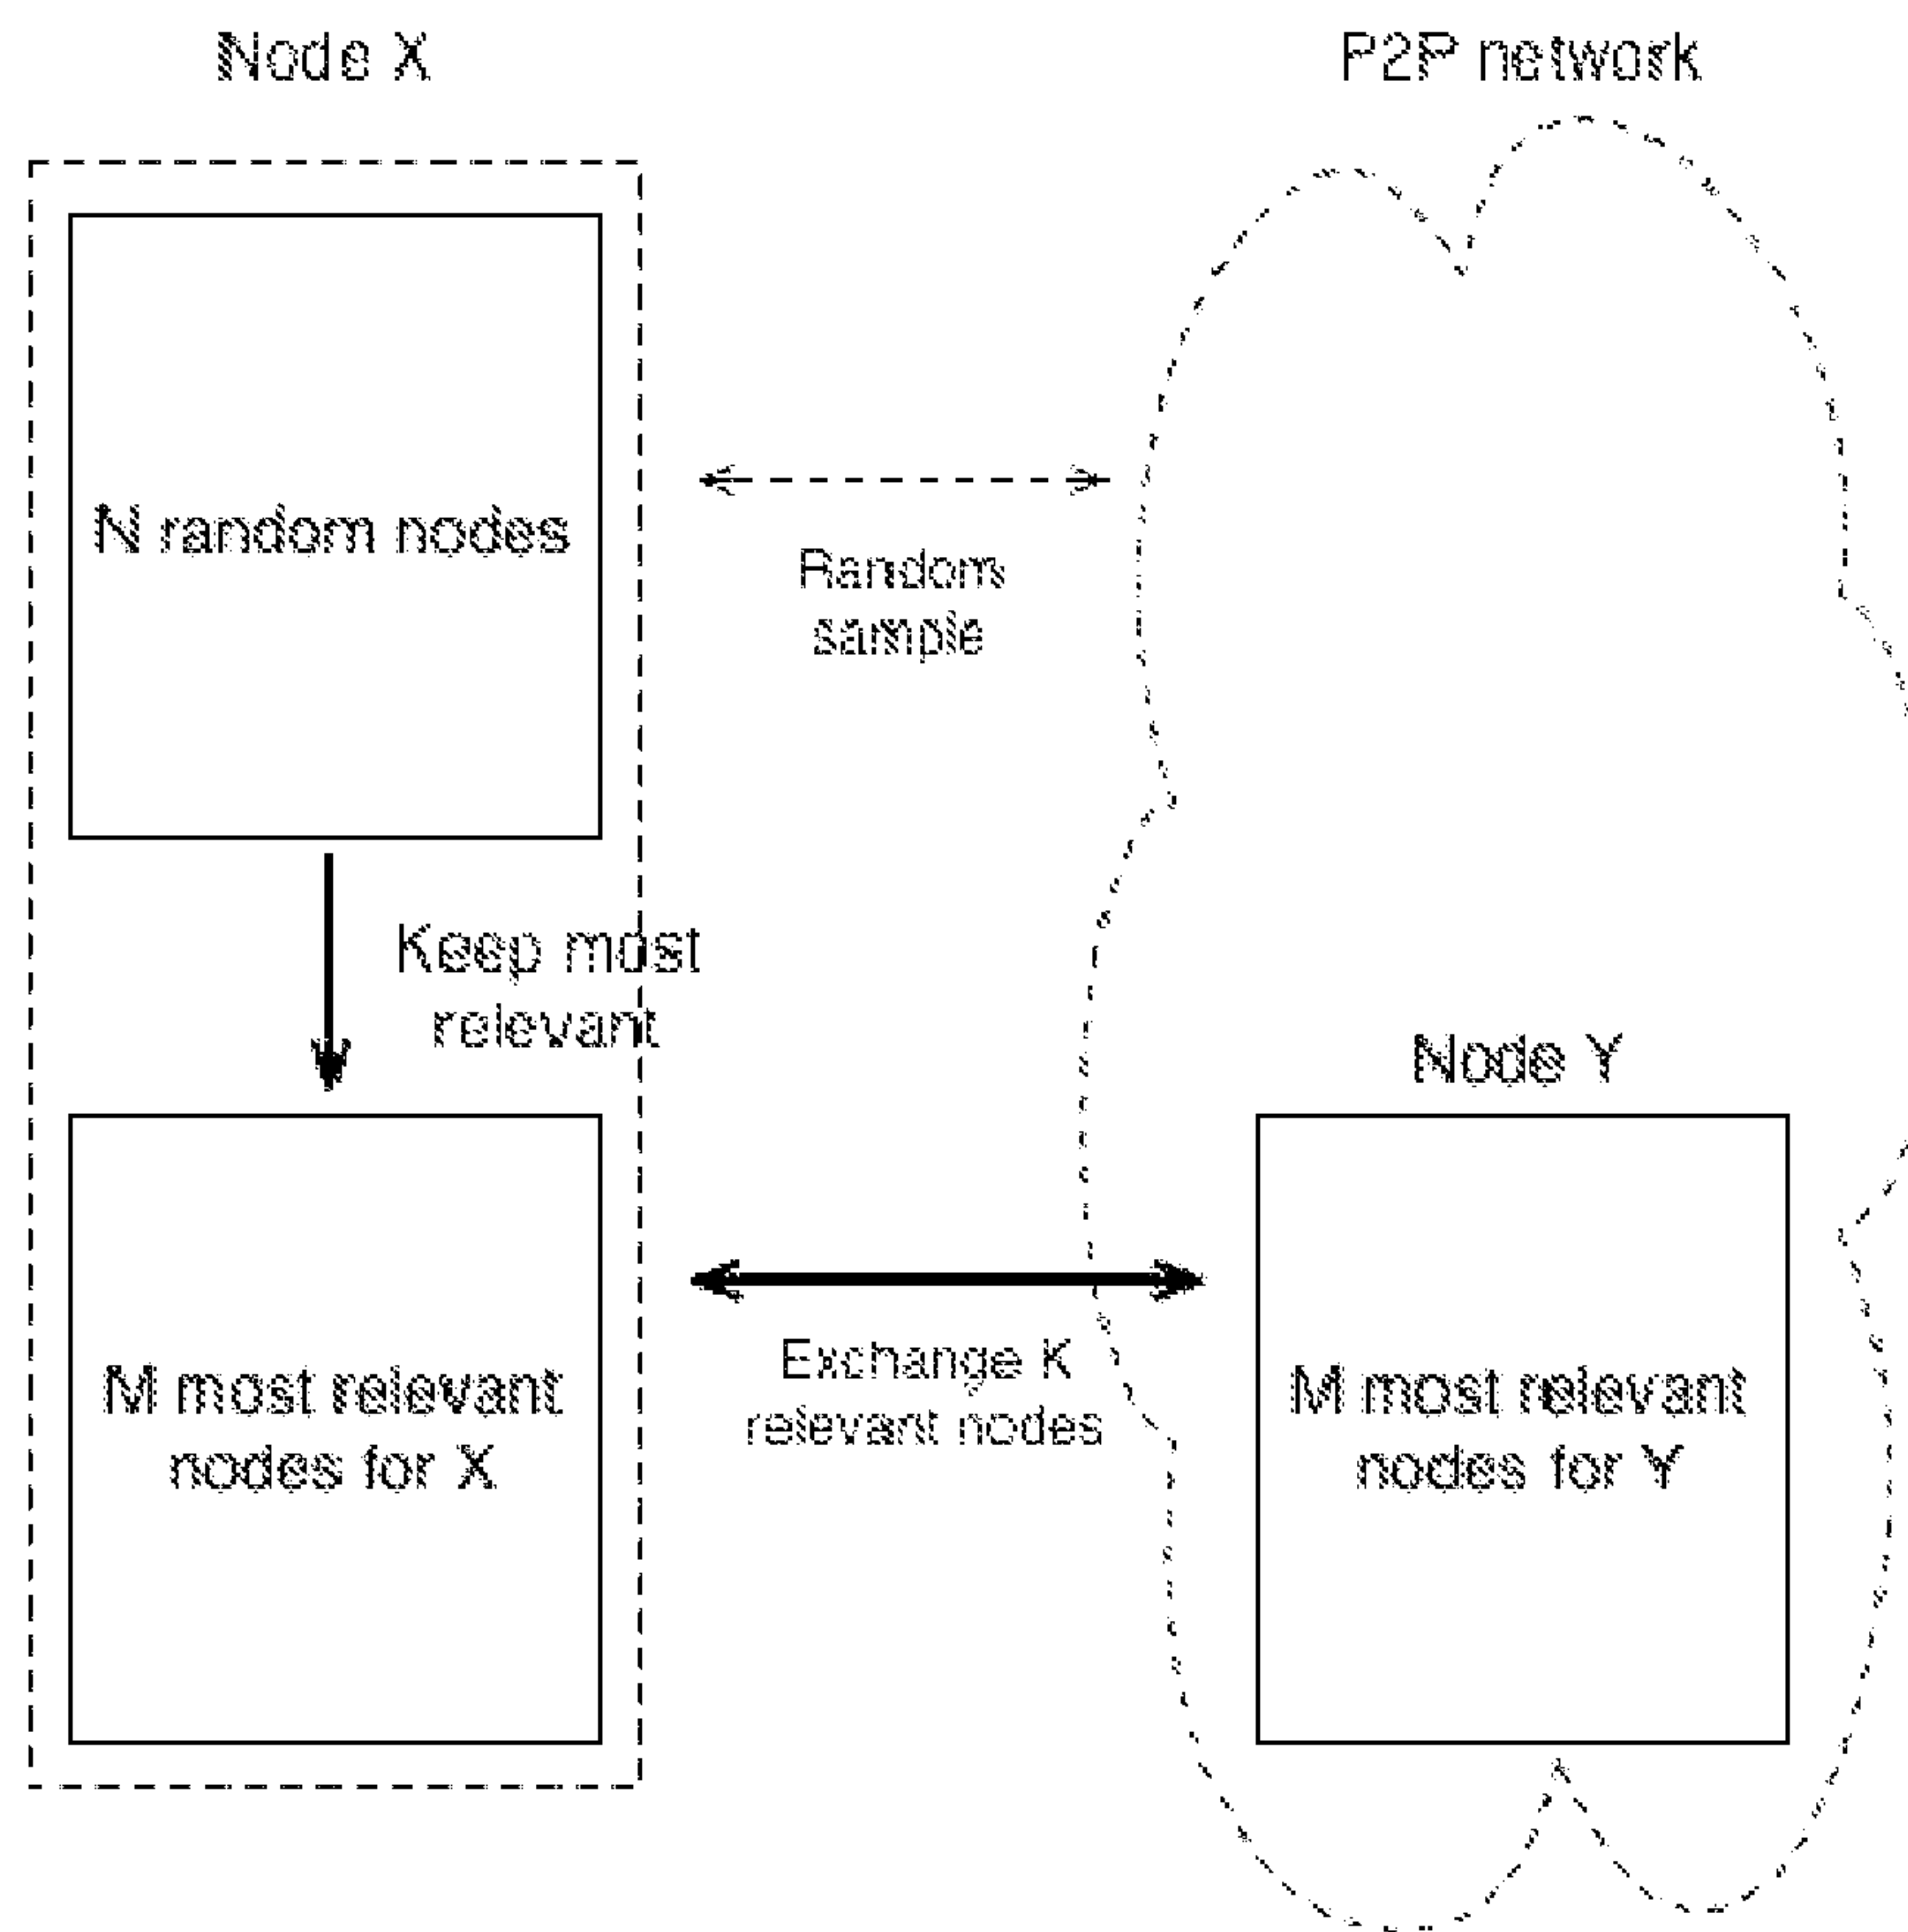 Node X
P2P network
N random nodes
Random
sample
Keep most
relevant
Node Y
M most relevant
nodes for X
Exchange K
relevant nodes
M most relevant
nodes for Y